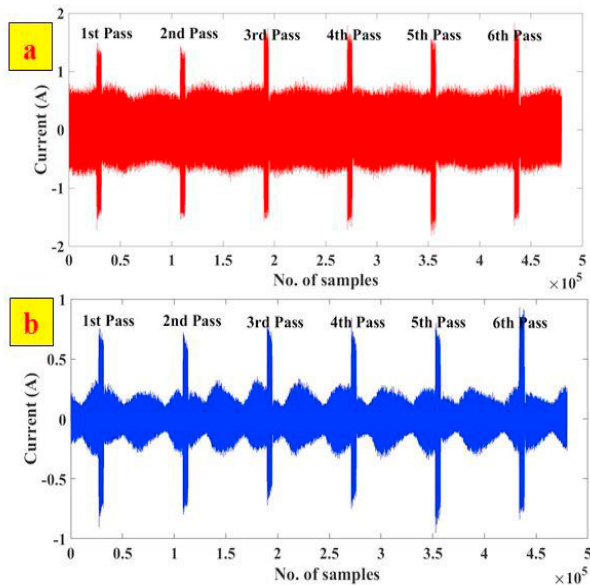 a
1st Pass 2nd Pass 3rd Pass 4th Pass 5th Pass 6th Pass
Current (A)
2
1
0
-1
-2
0 0.5 1 1.5 2 2.5 3 3.5 4 4.5 5
No. of samples
×10^5
b
1st Pass 2nd Pass 3rd Pass 4th Pass 5th Pass 6th Pass
Current (A)
1
0.5
0
-0.5
-1
0 0.5 1 1.5 2 2.5 3 3.5 4 4.5 5
No. of samples
×10^5